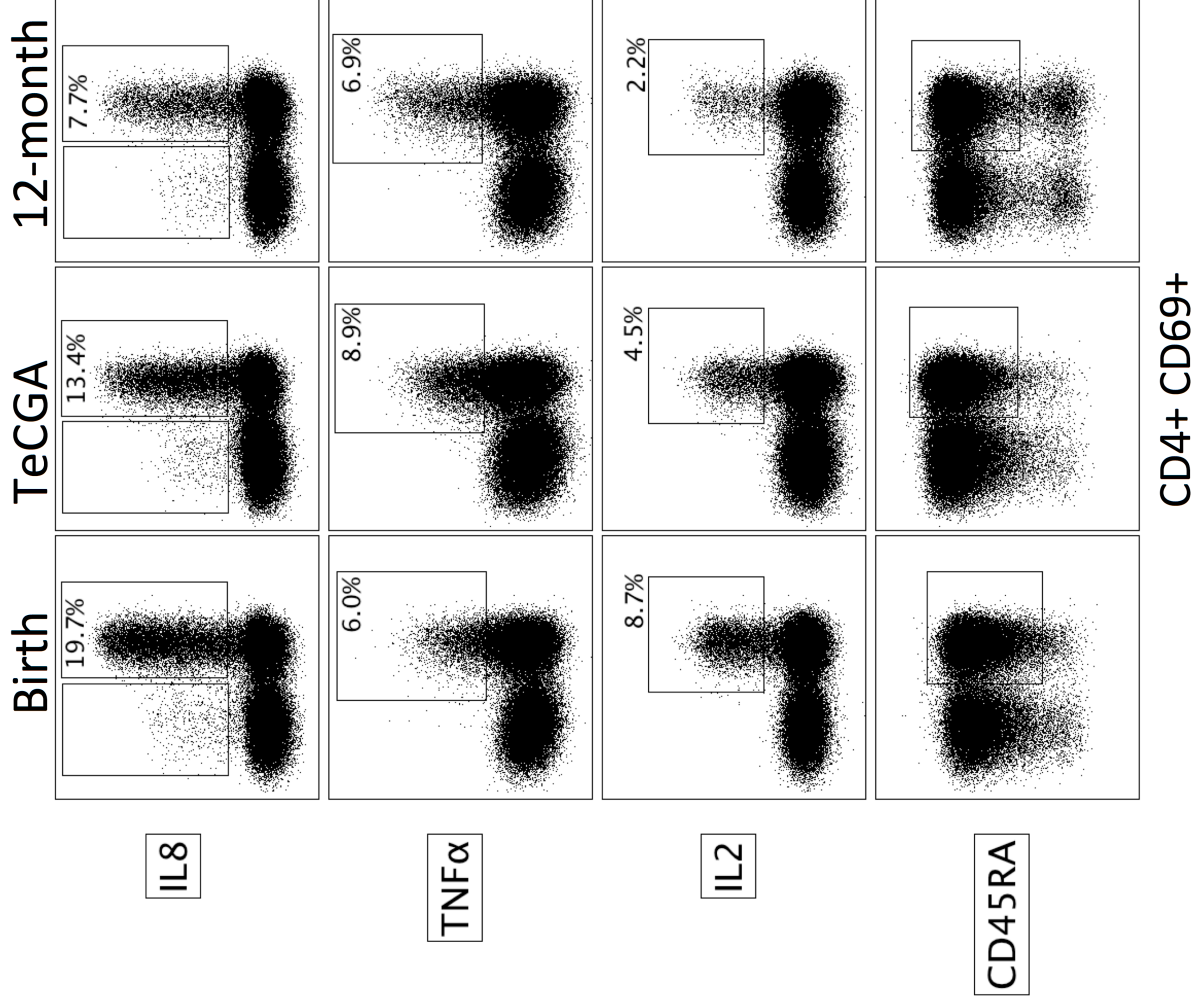 Birth
TeCGA
12-month
IL8
19.7%
13.4%
7.7%
TNFα
6.0%
8.9%
6.9%
IL2
8.7%
4.5%
2.2%
CD45RA
CD4+ CD69+